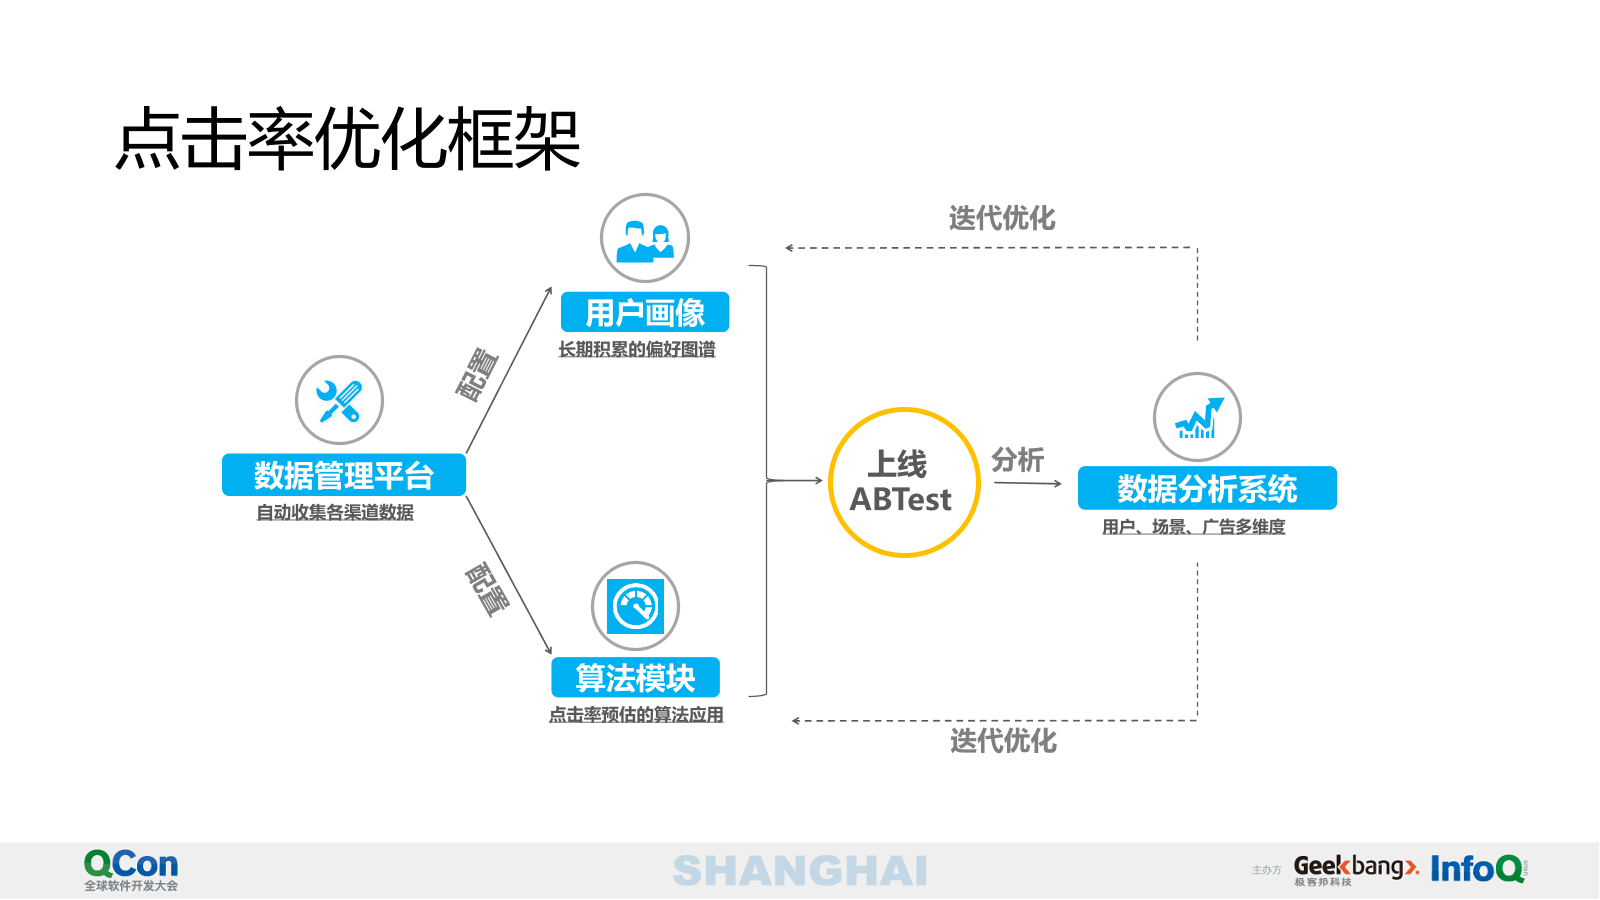 点击率优化框架
迭代优化
用户画像
长期积累的偏好图谱
配置
数据管理平台
自动收集各渠道数据
上线
ABTest
分析
数据分析系统
用户、场景、广告多维度
配置
算法模块
点击率预估的算法应用
迭代优化
QCon
全球软件开发大会
SHANGHAI
主办方
Geekbang>.
极客邦科技
InfoQ